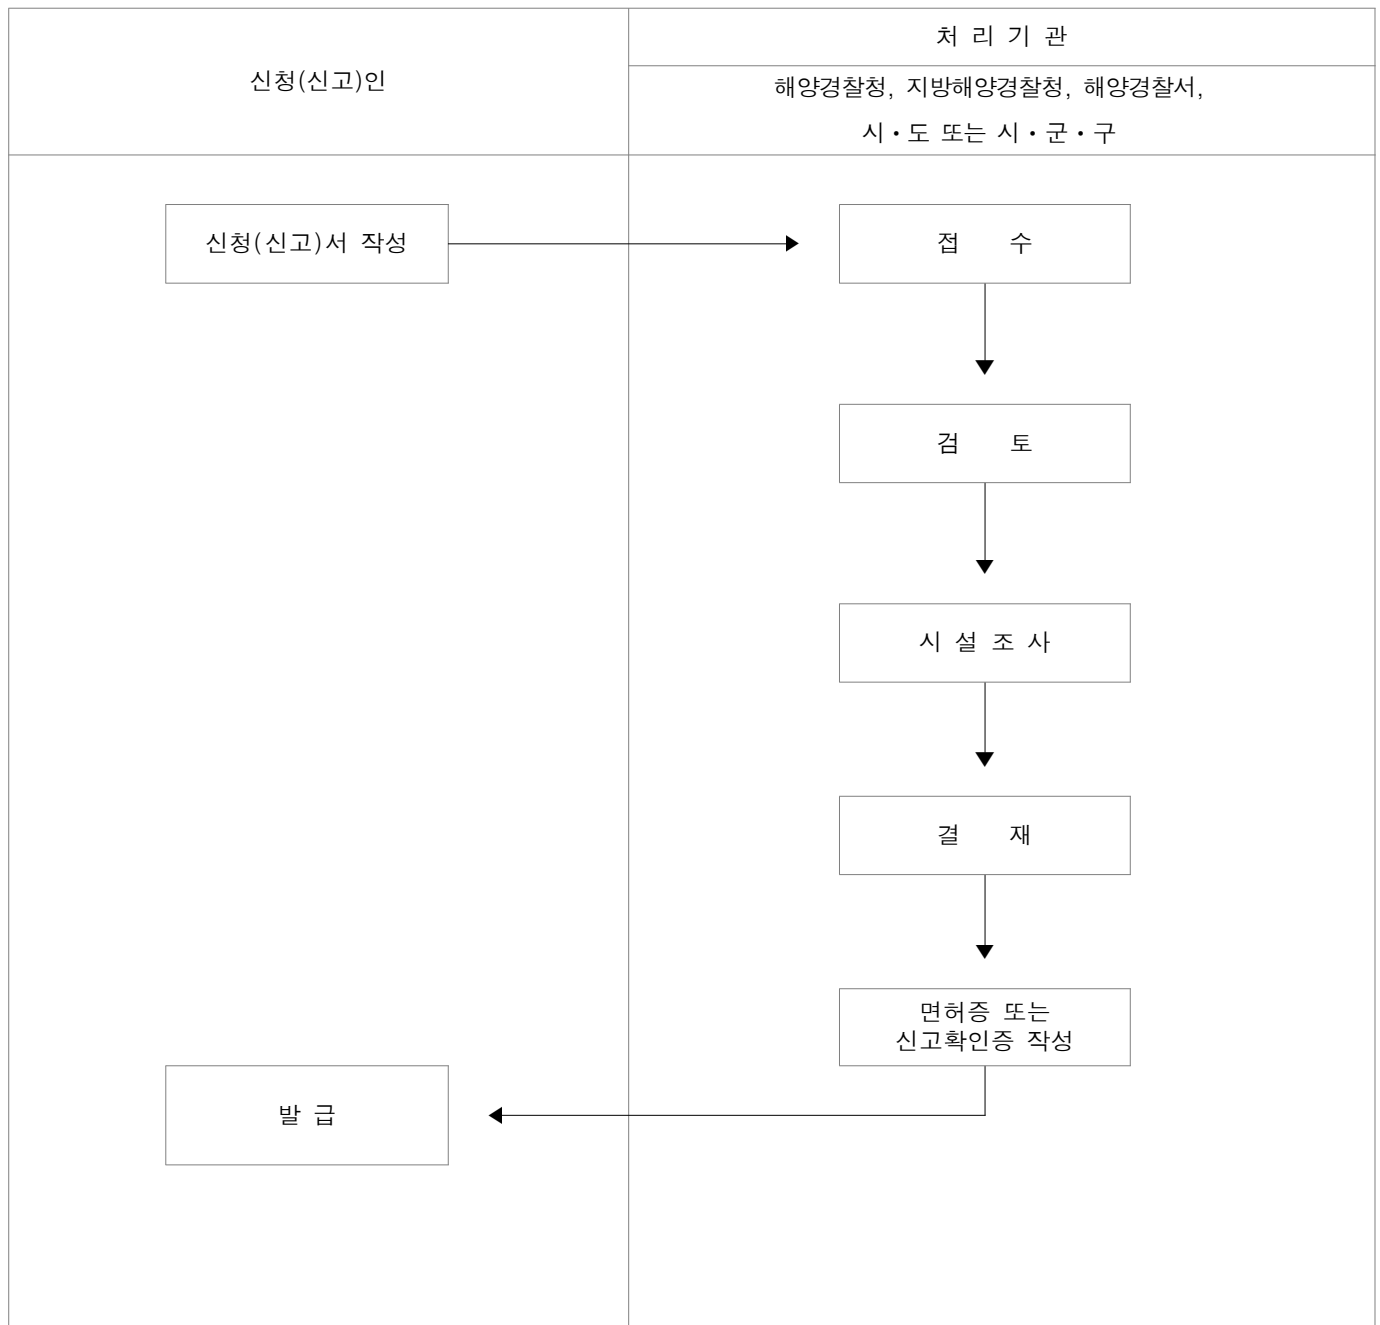 신청(신고)인
처 리 기 관
해양경찰청, 지방해양경찰청, 해양경찰서,
시・도 또는 시・군・구
신청(신고)서 작성
접 수
검 토
시 설 조 사
결 재
면허증 또는
신고확인증 작성
발 급